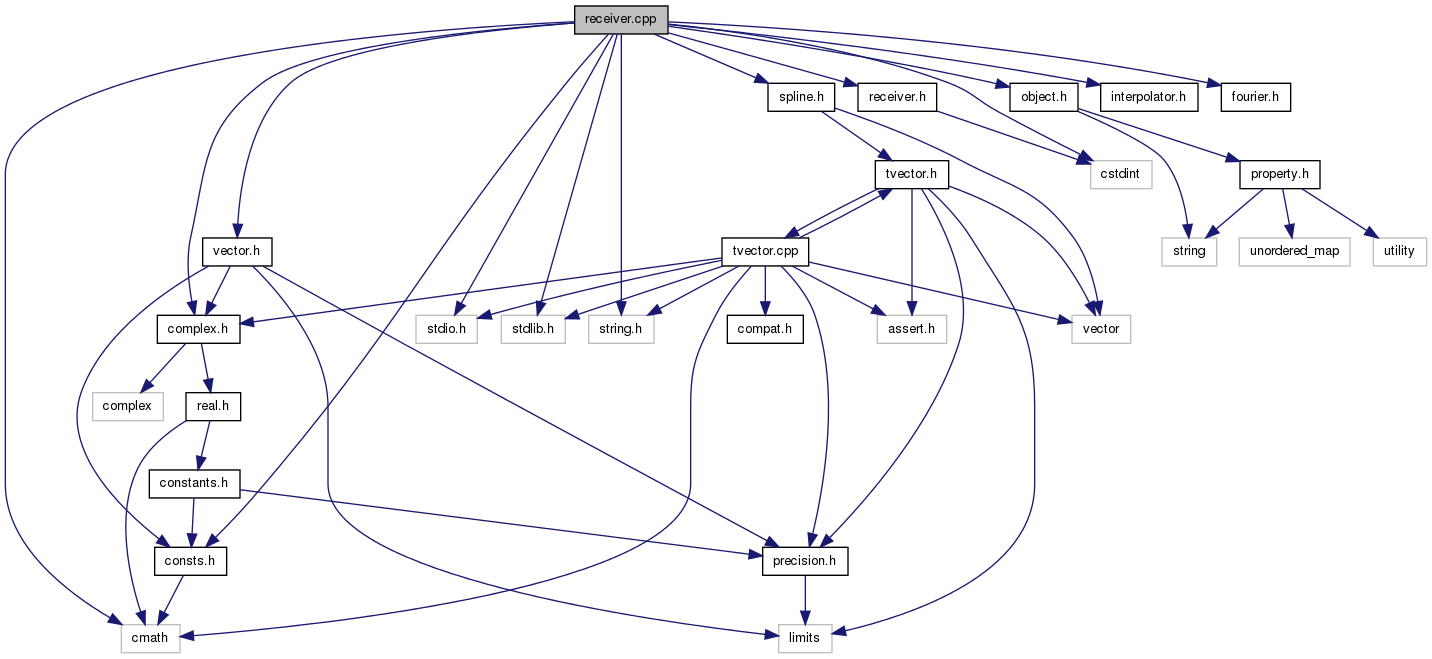 receiver.cpp
spline.h
receiver.h
object.h
interpolator.h
fourier.h
tvector.h
cstdint
property.h
vector.h
tvector.cpp
string
unordered_map
utility
complex.h
stdio.h
stdlib.h
string.h
compat.h
assert.h
vector
complex
real.h
constants.h
consts.h
precision.h
cmath
limits